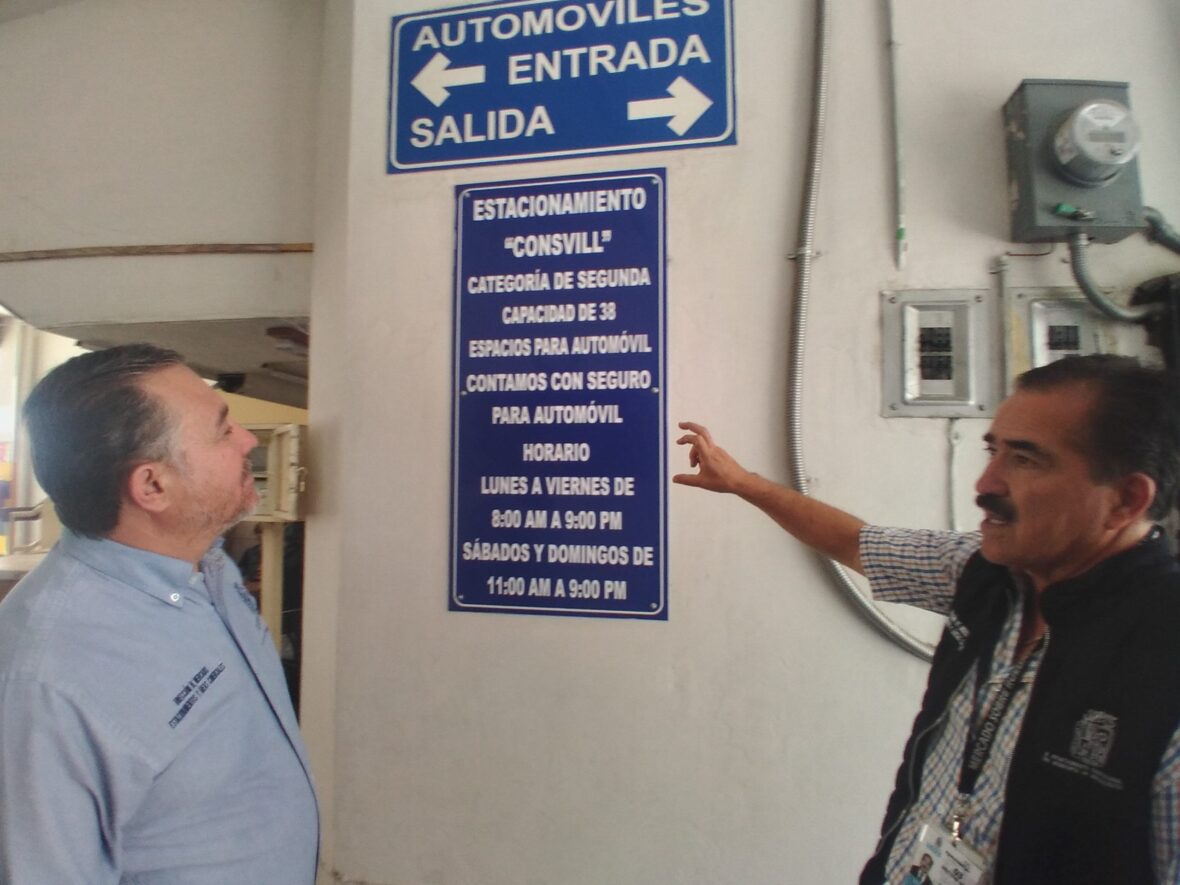 AUTOMOVILES
ENTRADA
SALIDA
ESTACIONAMIENTO
“CONSVILL”
CATEGORÍA DE SEGUNDA
CAPACIDAD DE 38
ESPACIOS PARA AUTOMÓVIL
CONTAMOS CON SEGURO
PARA AUTOMÓVIL
HORARIO
LUNES A VIERNES DE
8:00 AM A 9:00 PM
SÁBADOS Y DOMINGOS DE
11:00 AM A 9:00 PM
MERCADO